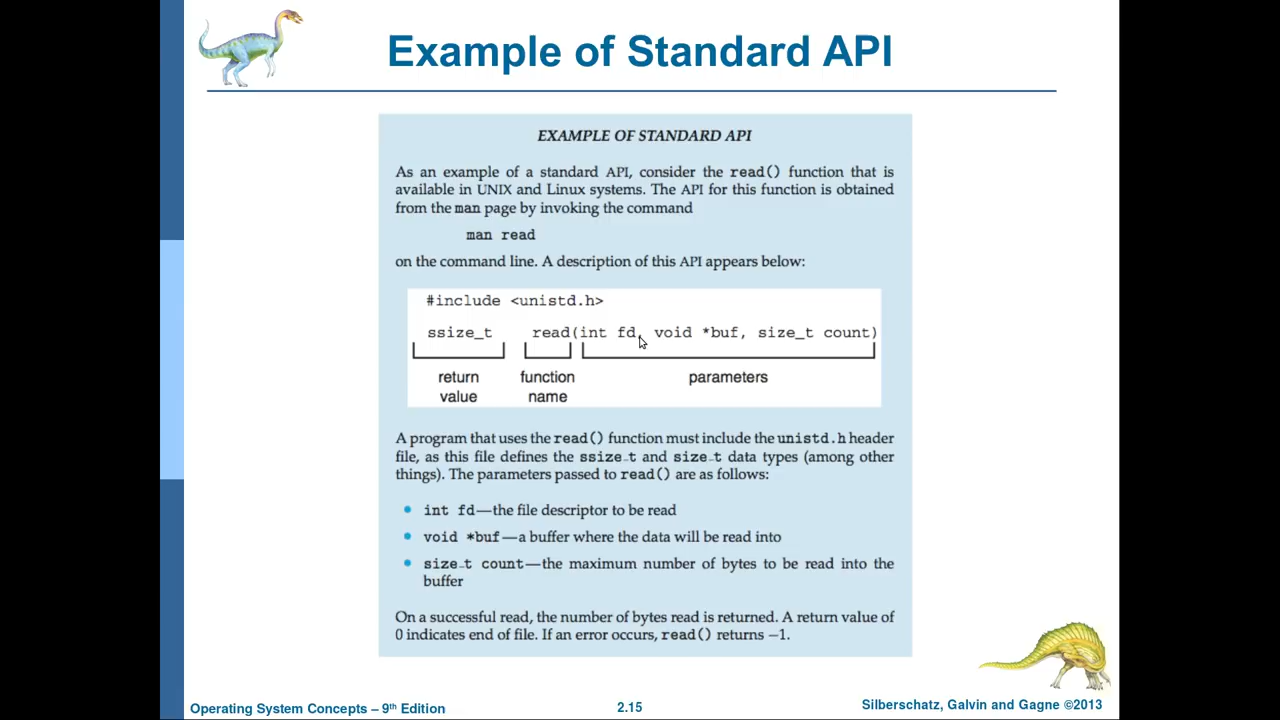 Example of Standard API
EXAMPLE OF STANDARD API
As an example of a standard API, consider the read() function that is
available in UNIX and Linux systems. The API for this function is obtained
from the man page by invoking the command
man read
on the command line. A description of this API appears below:
#include <unistd.h>
ssize_t read(int fd, void *buf, size_t count)
return function parameters
value name
A program that uses the read() function must include the unistd.h header
file, as this file defines the ssize_t and size_t data types (among other
things). The parameters passed to read() are as follows:
• int fd—the file descriptor to be read
• void *buf—a buffer where the data will be read into
• size_t count—the maximum number of bytes to be read into the
buffer
On a successful read, the number of bytes read is returned. A return value of
0 indicates end of file. If an error occurs, read() returns −1.
Operating System Concepts – 9th Edition 2.15 Silberschatz, Galvin and Gagne ©2013